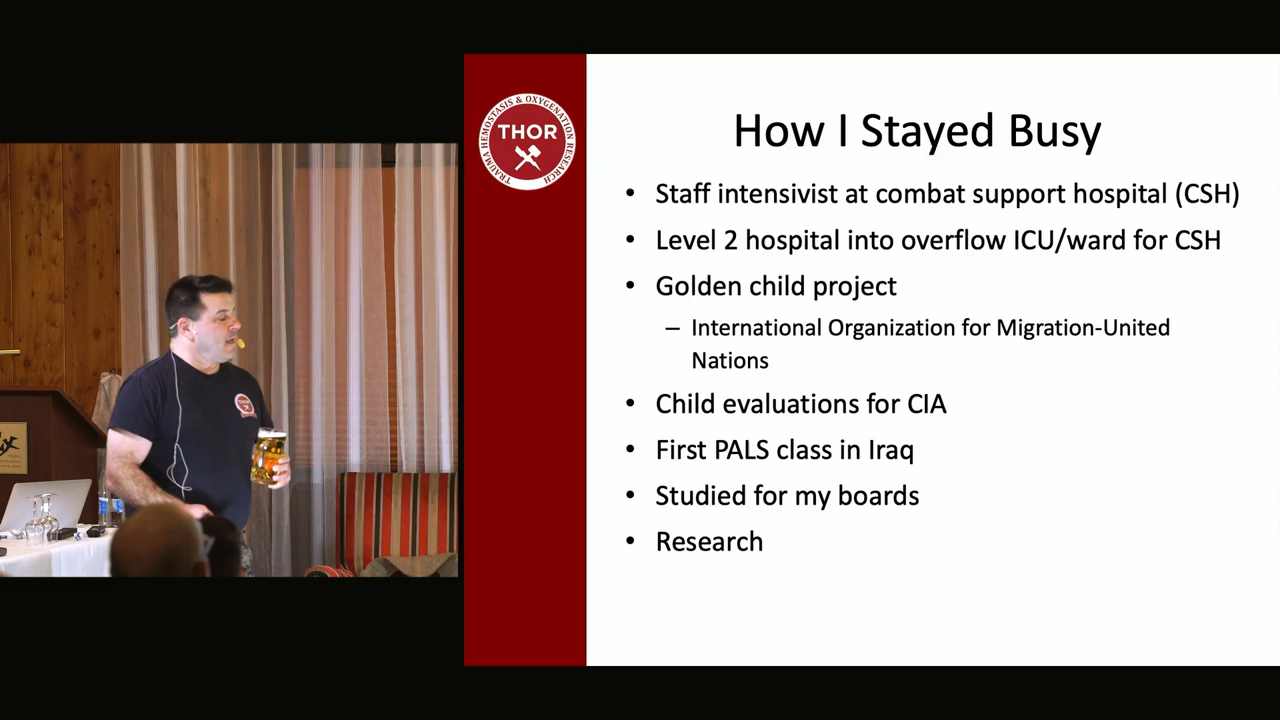 TRAUMA HEMOSTASIS & OXYGENATION RESEARCH
THOR
How I Stayed Busy
• Staff intensivist at combat support hospital (CSH)
• Level 2 hospital into overflow ICU/ward for CSH
• Golden child project
– International Organization for Migration-United
Nations
• Child evaluations for CIA
• First PALS class in Iraq
• Studied for my boards
• Research
THOR